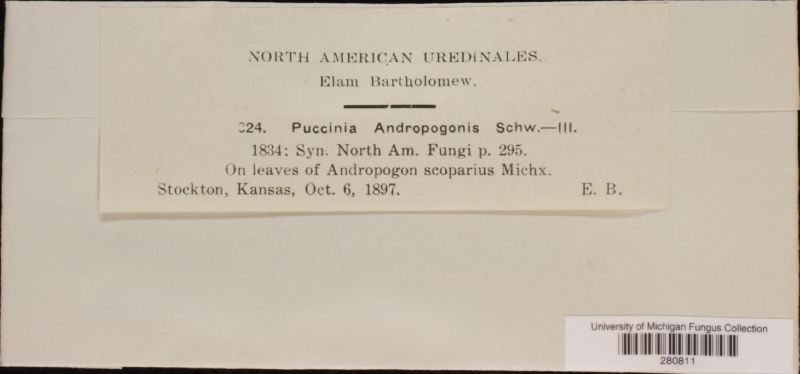 NORTH AMERICAN UREDINALES.
Elam Bartholomew.
Puccinia Andropogonis Schw.—III.
1834: Syn. North Am. Fungi p. 295.
On leaves of Andropogon scoparius Michx.
Stockton, Kansas, Oct. 6, 1897. E. B.
University of Michigan Fungus Collection
280811